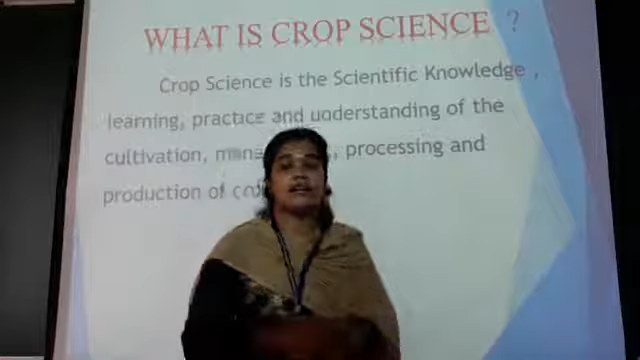 WHAT IS CROP SCIENCE ?
Crop Science is the Scientific Knowledge ,
learning, practice and understanding of the
cultivation, processing and
production of